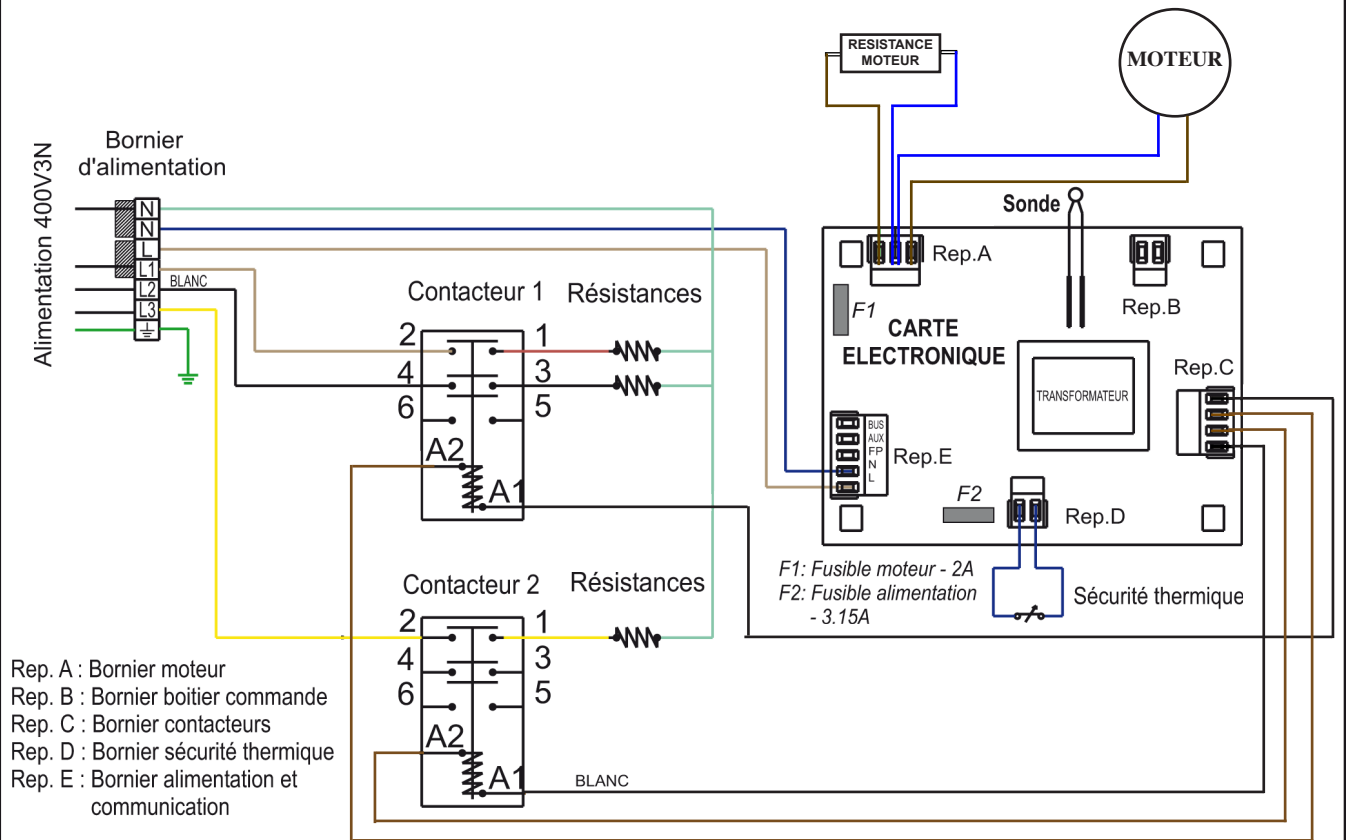 RESISTANCE
MOTEUR
MOTEUR
Bornier
d'alimentation
Alimentation 400V3N
N
N
L
L1
L2
L3
BLANC
Sonde
Rep.A
Rep.B
F1
CARTE
ELECTRONIQUE
TRANSFORMATEUR
Rep.C
Contacteur 1
Résistances
2
1
4
3
6
5
A2
A1
BUS
AUX
FP
N
L
Rep.E
F2
Rep.D
F1: Fusible moteur - 2A
F2: Fusible alimentation
- 3.15A
Sécurité thermique
Contacteur 2
Résistances
2
1
4
3
6
5
A2
A1
BLANC
Rep. A : Bornier moteur
Rep. B : Bornier boitier commande
Rep. C : Bornier contacteurs
Rep. D : Bornier sécurité thermique
Rep. E : Bornier alimentation et
communication